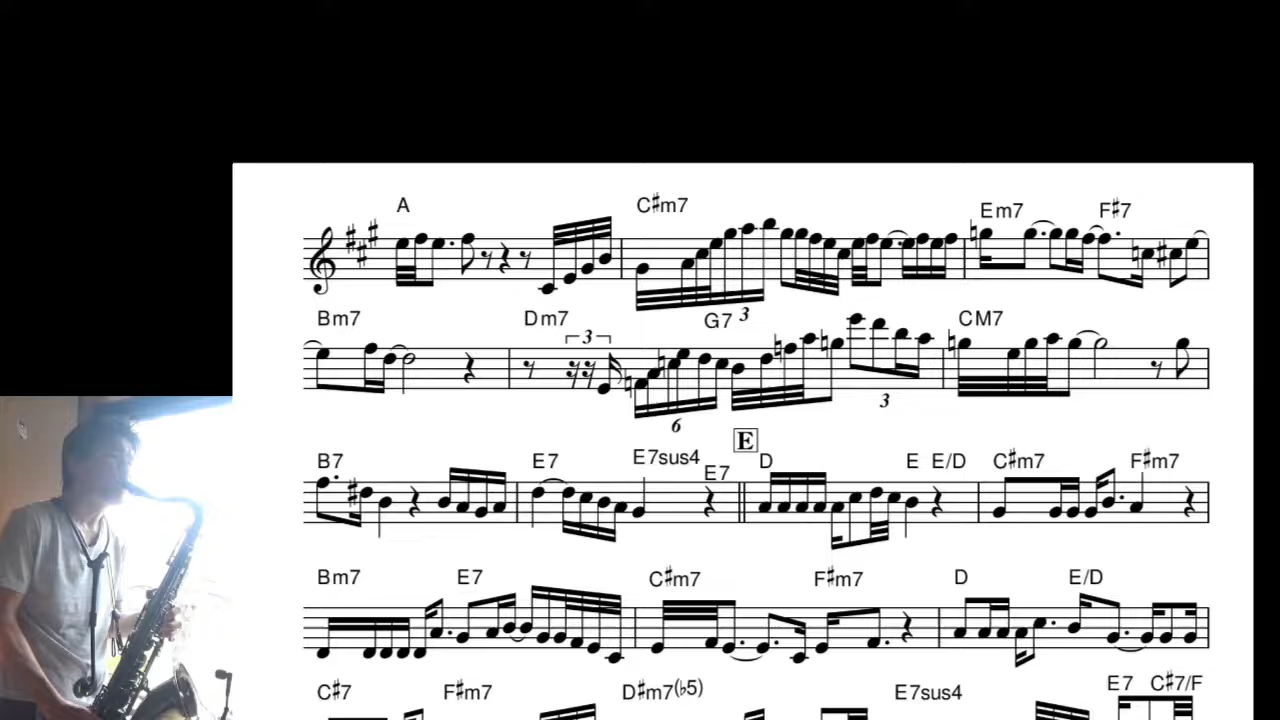 A C♯m7 Em7 F♯7
3
Bm7 3 Dm7 G7 CM7
6 3
E
B7 E7 E7sus4 E7 D E E/D C♯m7 F♯m7
Bm7 E7 C♯m7 F♯m7 D E/D
C♯7 F♯m7 D♯m7(♭5) E7sus4 E7 C♯7/F